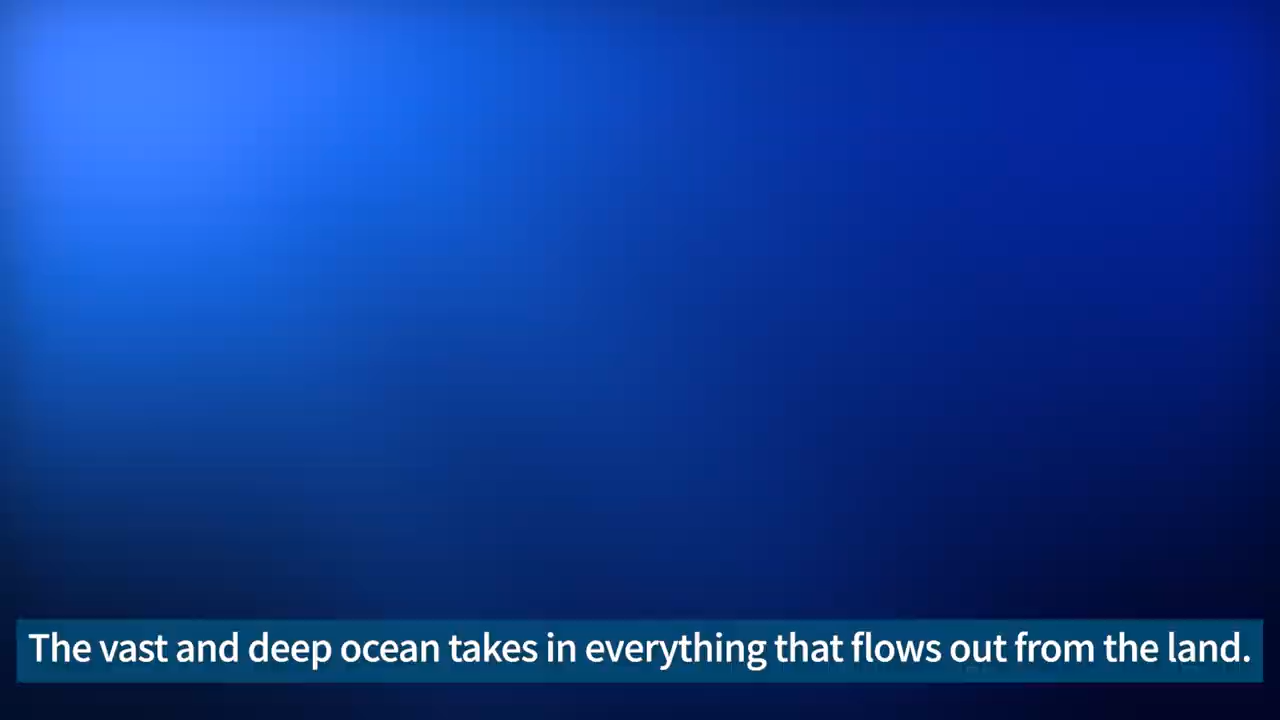 The vast and deep ocean takes in everything that flows out from the land.